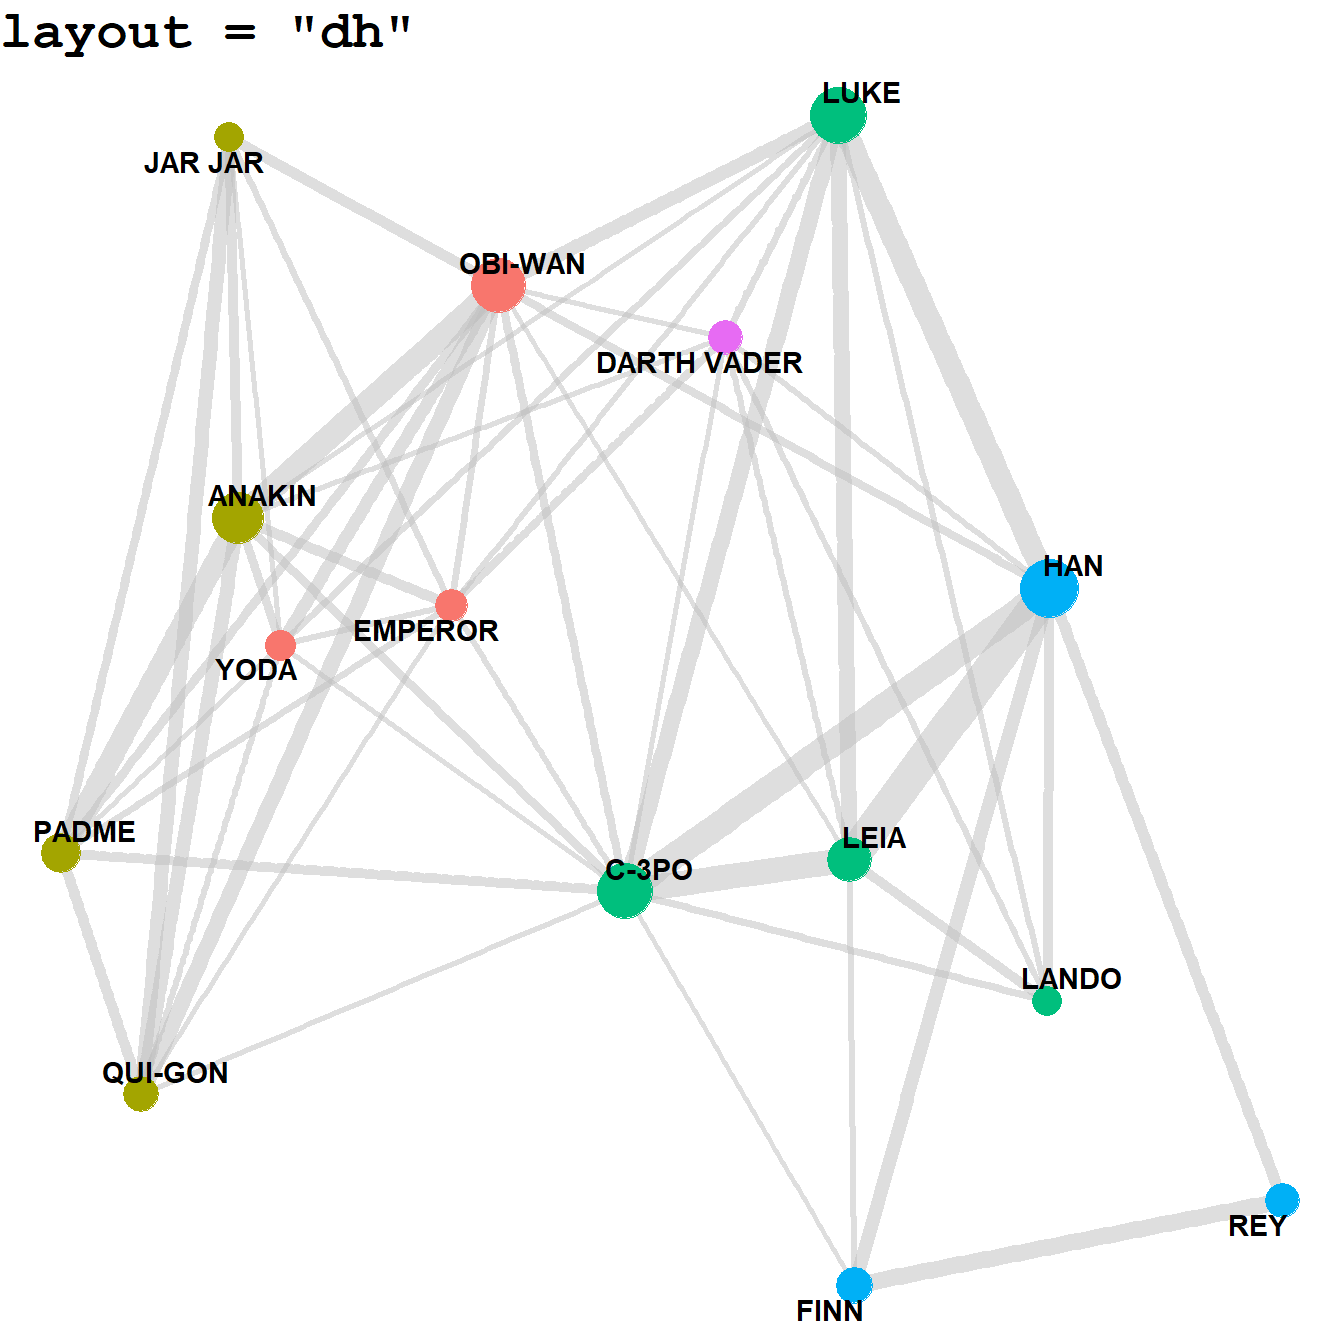 layout = "dh"
LUKE
JAR JAR
OBI-WAN
DARTH VADER
ANAKIN
HAN
EMPEROR
YODA
PADME
LEIA
C-3PO
LANDO
QUI-GON
REY
FINN